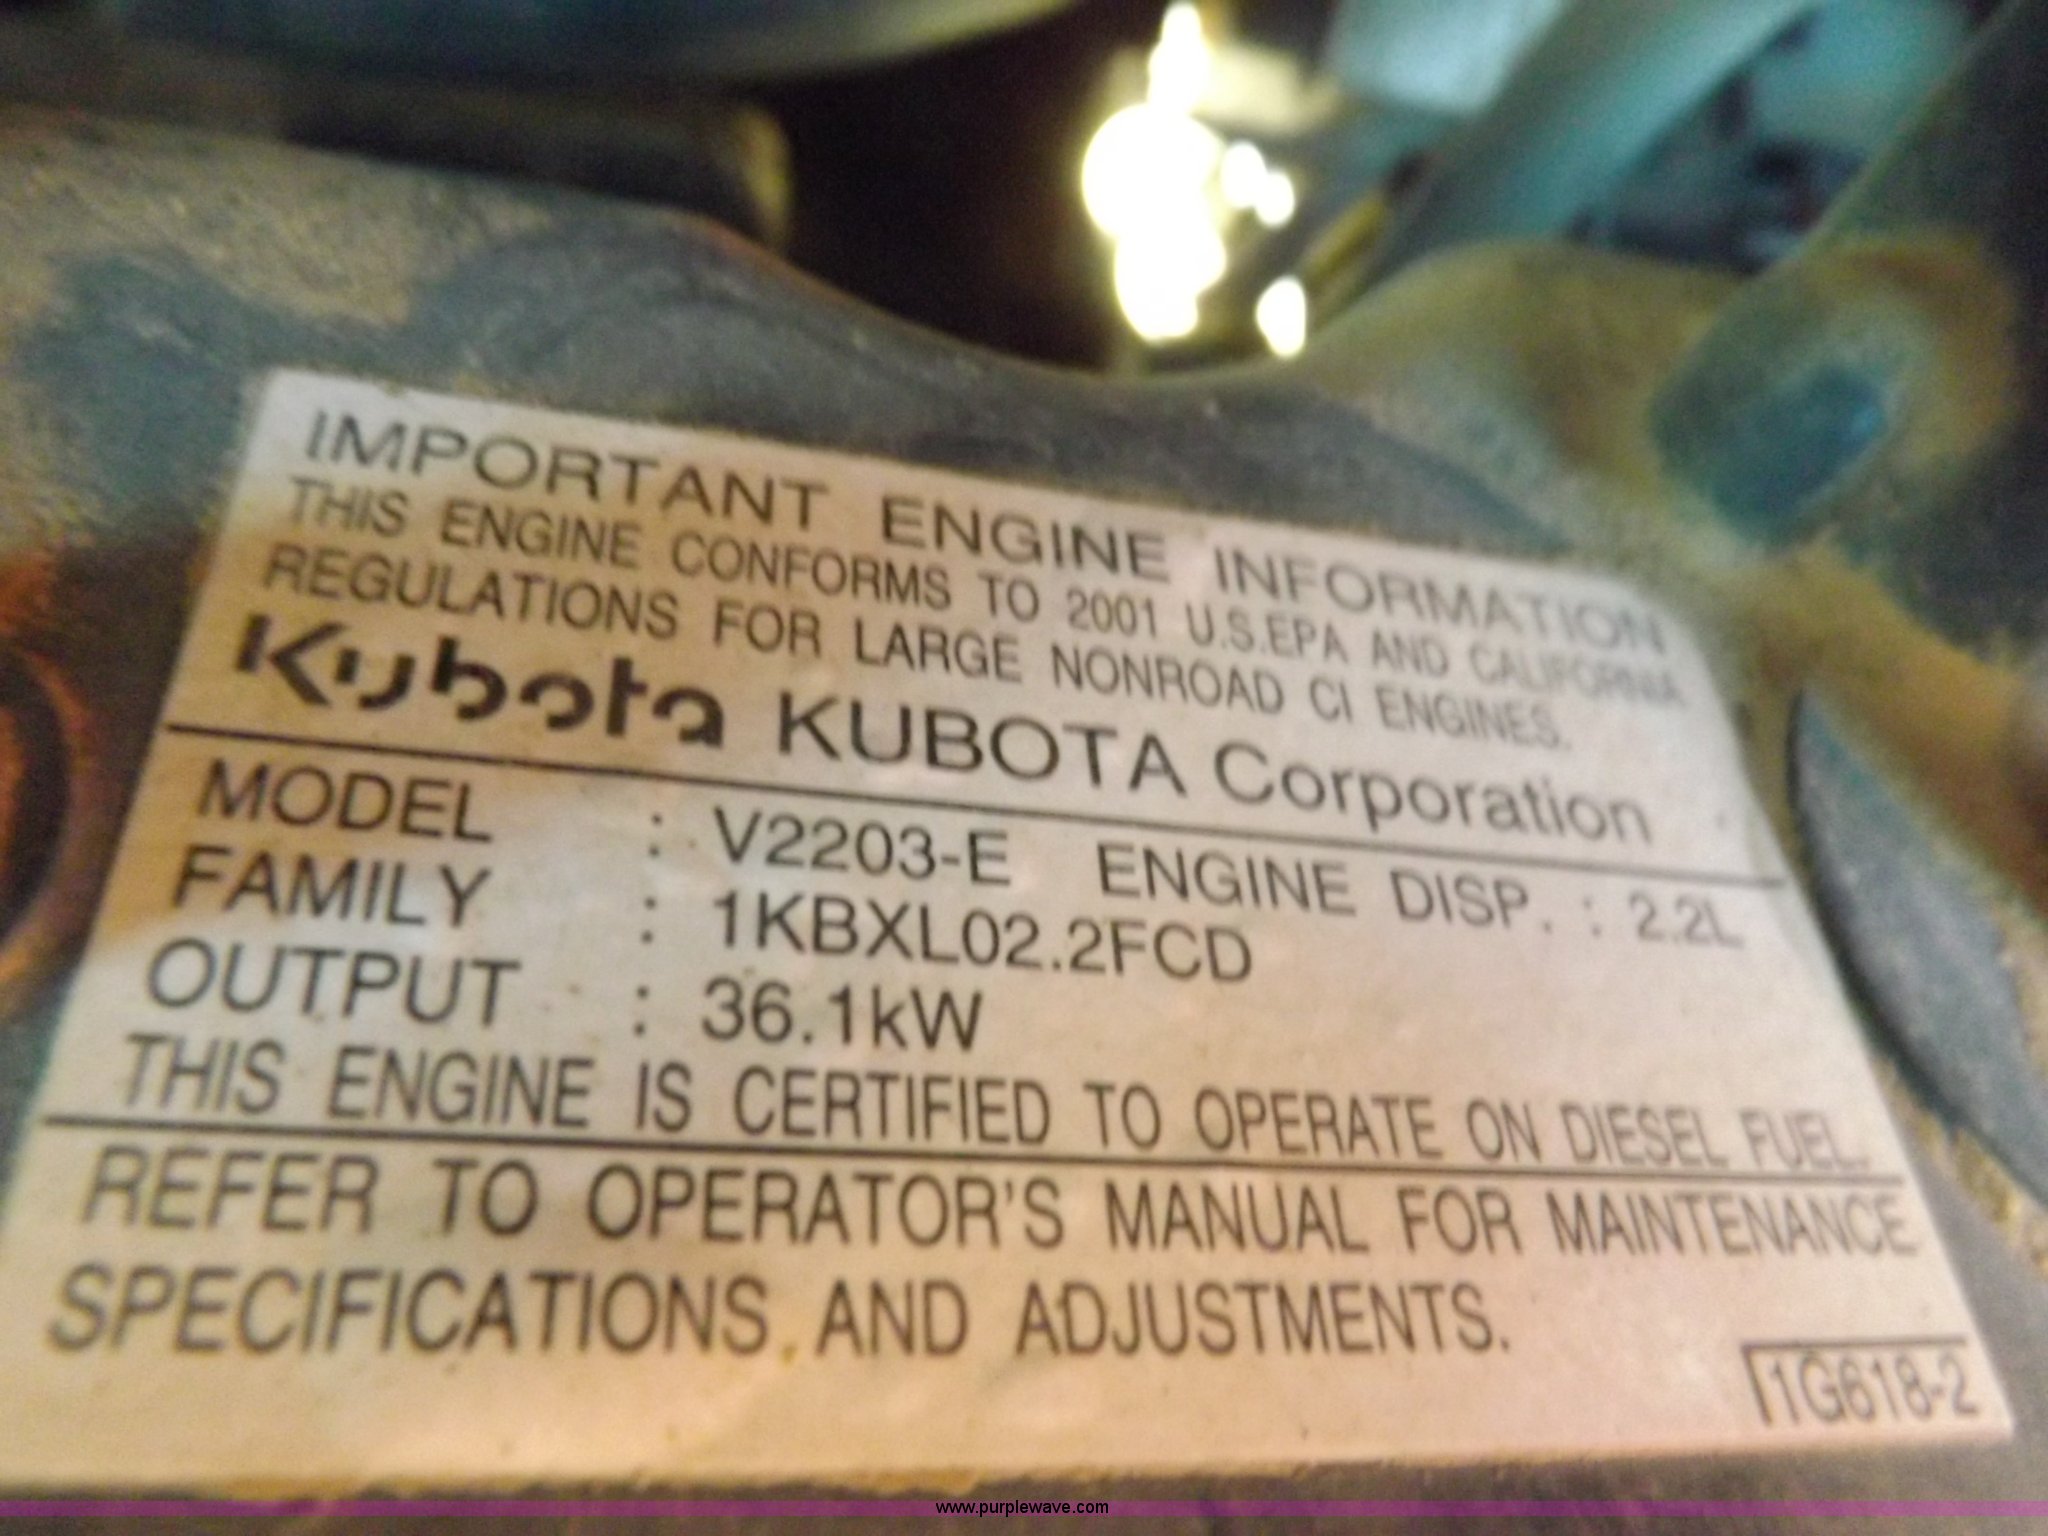 IMPORTANT ENGINE INFORMATION
THIS ENGINE CONFORMS TO 2001 U.S.EPA AND CALIFORNIA
REGULATIONS FOR LARGE NONROAD CI ENGINES.
Kubota KUBOTA Corporation
MODEL : V2203-E ENGINE DISP. : 2.2L
FAMILY : 1KBXL02.2FCD
OUTPUT : 36.1kW
THIS ENGINE IS CERTIFIED TO OPERATE ON DIESEL FUEL.
REFER TO OPERATOR'S MANUAL FOR MAINTENANCE
SPECIFICATIONS AND ADJUSTMENTS.
1G618-2
www.purplewave.com